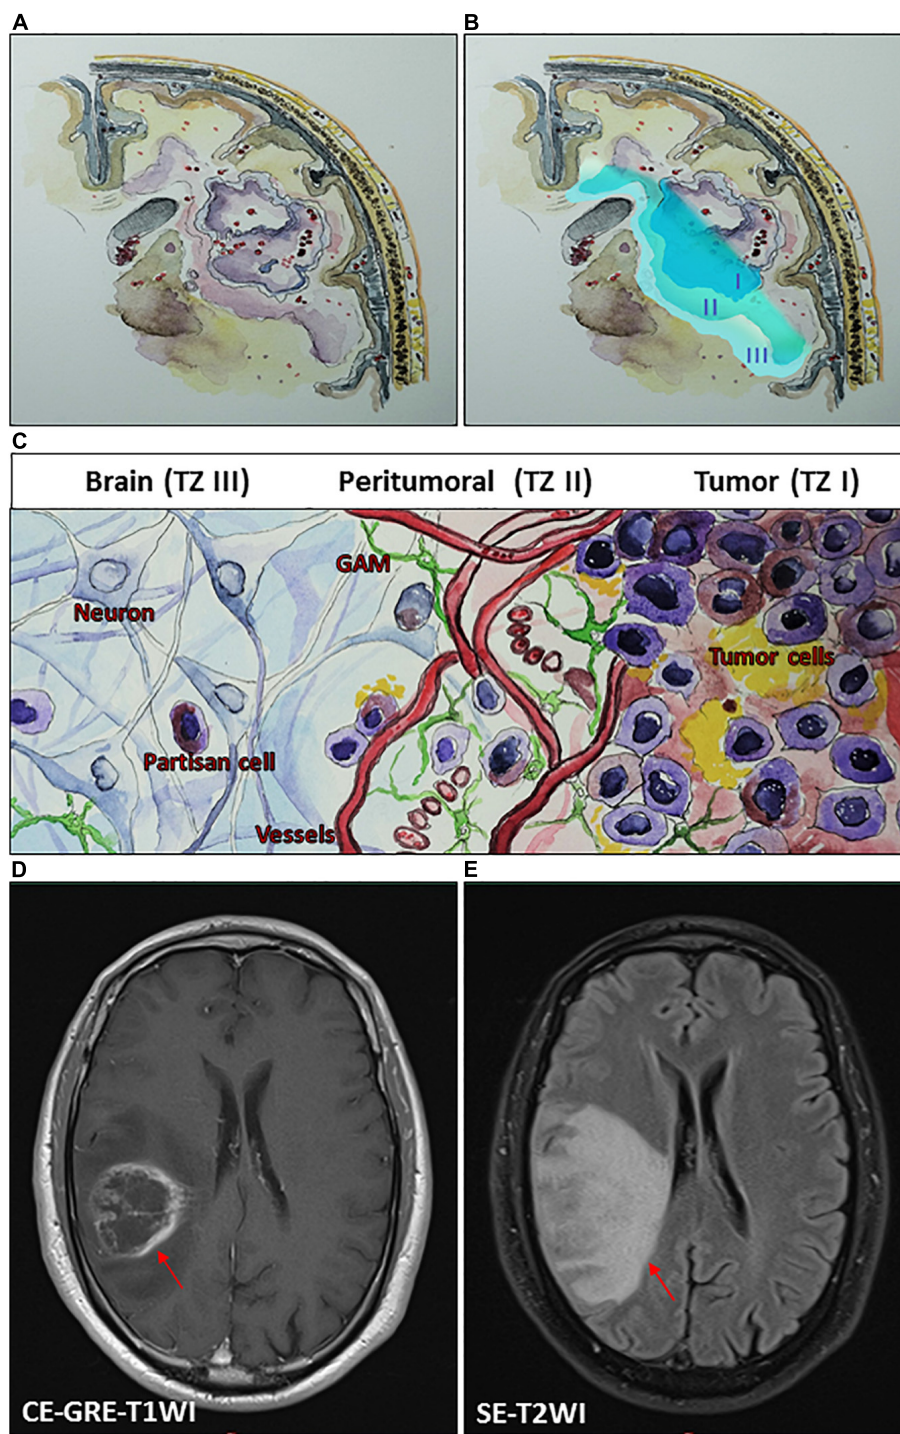 A
B
I
II
III
C
Brain (TZ III)
Peritumoral (TZ II)
Tumor (TZ I)
GAM
Neuron
Tumor cells
Partisan cell
Vessels
D
E
CE-GRE-T1WI
SE-T2WI